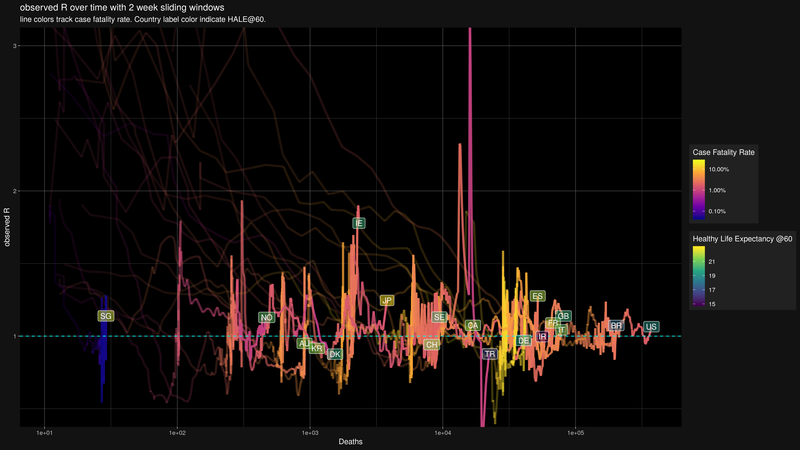 observed R over time with 2 week sliding windows
line colors track case fatality rate. Country label color indicate HALE@60.
3
2
1
observed R
IE
JP
SG
NO
SE
CA
ES
GB
FR
IT
BR
US
AU
KR
DK
CH
TR
DE
IR
1e+01
1e+02
1e+03
1e+04
1e+05
Deaths
Case Fatality Rate
10.00%
1.00%
0.10%
Healthy Life Expectancy @60
21
19
17
15